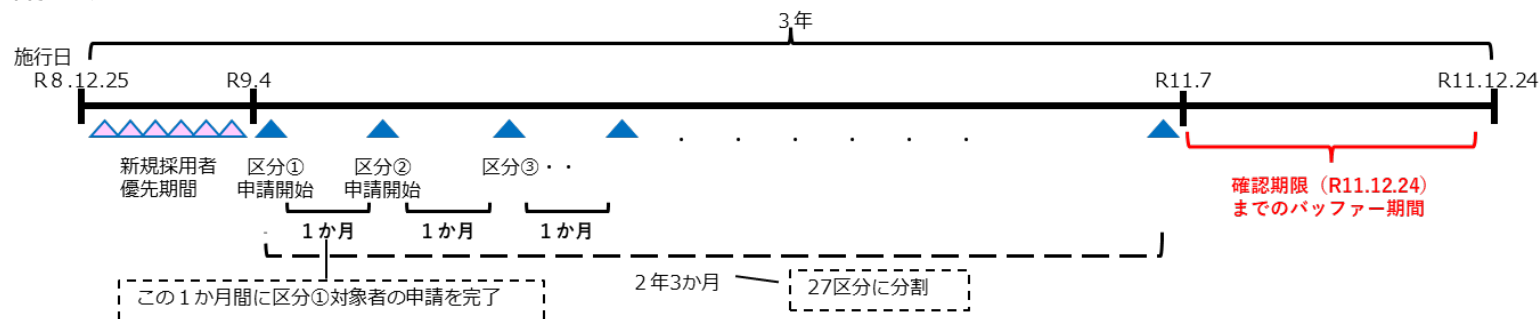 3年
施行日
R8.12.25
R9.4
R11.7
R11.12.24
新規採用者
優先期間
区分①
申請開始
区分②
申請開始
区分③・・
・・・・・・
確認期限（R11.12.24）
までのバッファー期間
1か月
1か月
1か月
2年3か月
27区分に分割
この1か月間に区分①対象者の申請を完了